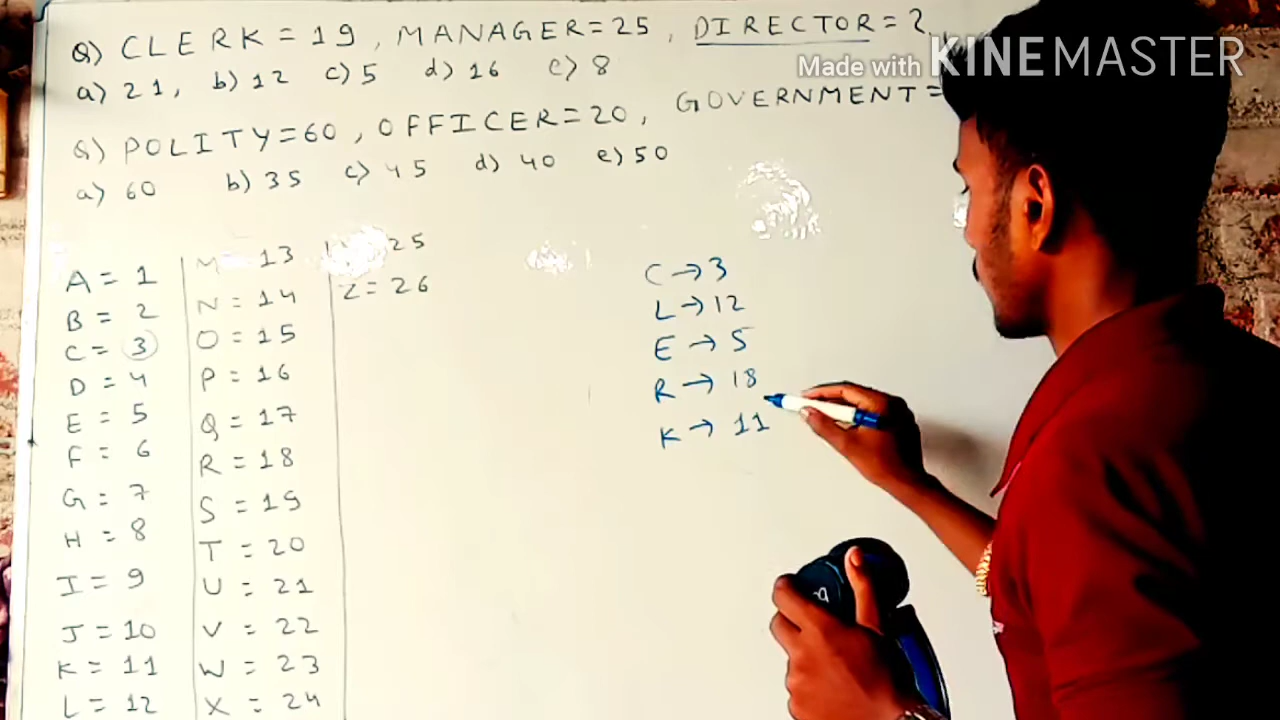 Q) CLERK = 19 , MANAGER = 25 , DIRECTOR = ?
a) 21 , b) 12 c) 5 d) 16 e) 8
Made with KINEMASTER
Q) POLITY = 60 , OFFICER = 20 , GOVERNMENT =
a) 60 b) 35 c) 45 d) 40 e) 50
A = 1
B = 2
C = 3
D = 4
E = 5
F = 6
G = 7
H = 8
I = 9
J = 10
K = 11
L = 12
M = 13
N = 14
O = 15
P = 16
Q = 17
R = 18
S = 19
T = 20
U = 21
V = 22
W = 23
X = 24
25
Z = 26
C → 3
L → 12
E → 5
R → 18
K → 11